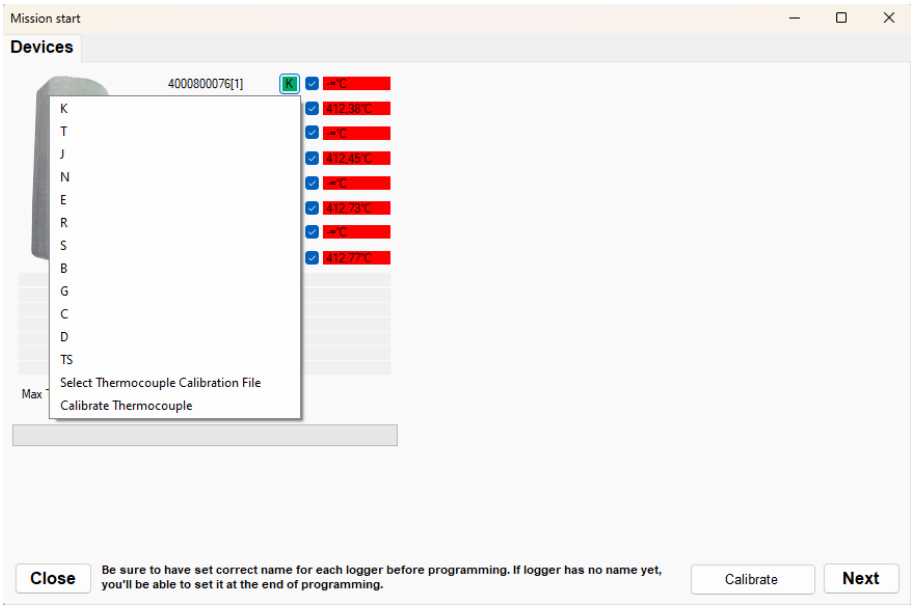 Mission start
Devices
4000800076[1] K -∞°C
K
412,38°C
T
-∞°C
J
412,45°C
N
-∞°C
E
412,73°C
R
-∞°C
S
412,77°C
B
G
C
D
TS
Select Thermocouple Calibration File
Max
Calibrate Thermocouple
Close
Be sure to have set correct name for each logger before programming. If logger has no name yet,
you'll be able to set it at the end of programming.
Calibrate
Next